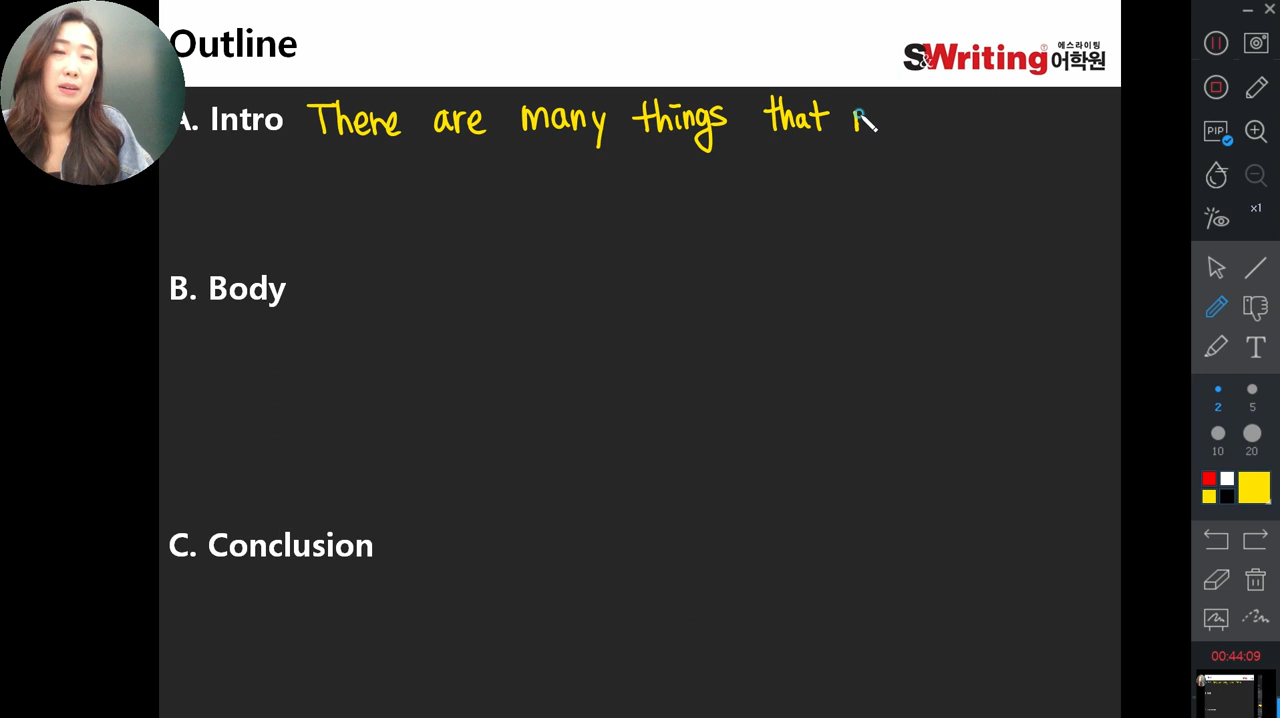 Outline
S&Writing 에스라이팅 어학원
A. Intro There are many things that
B. Body
C. Conclusion
PIP
x1
2 5
10 20
00:44:09